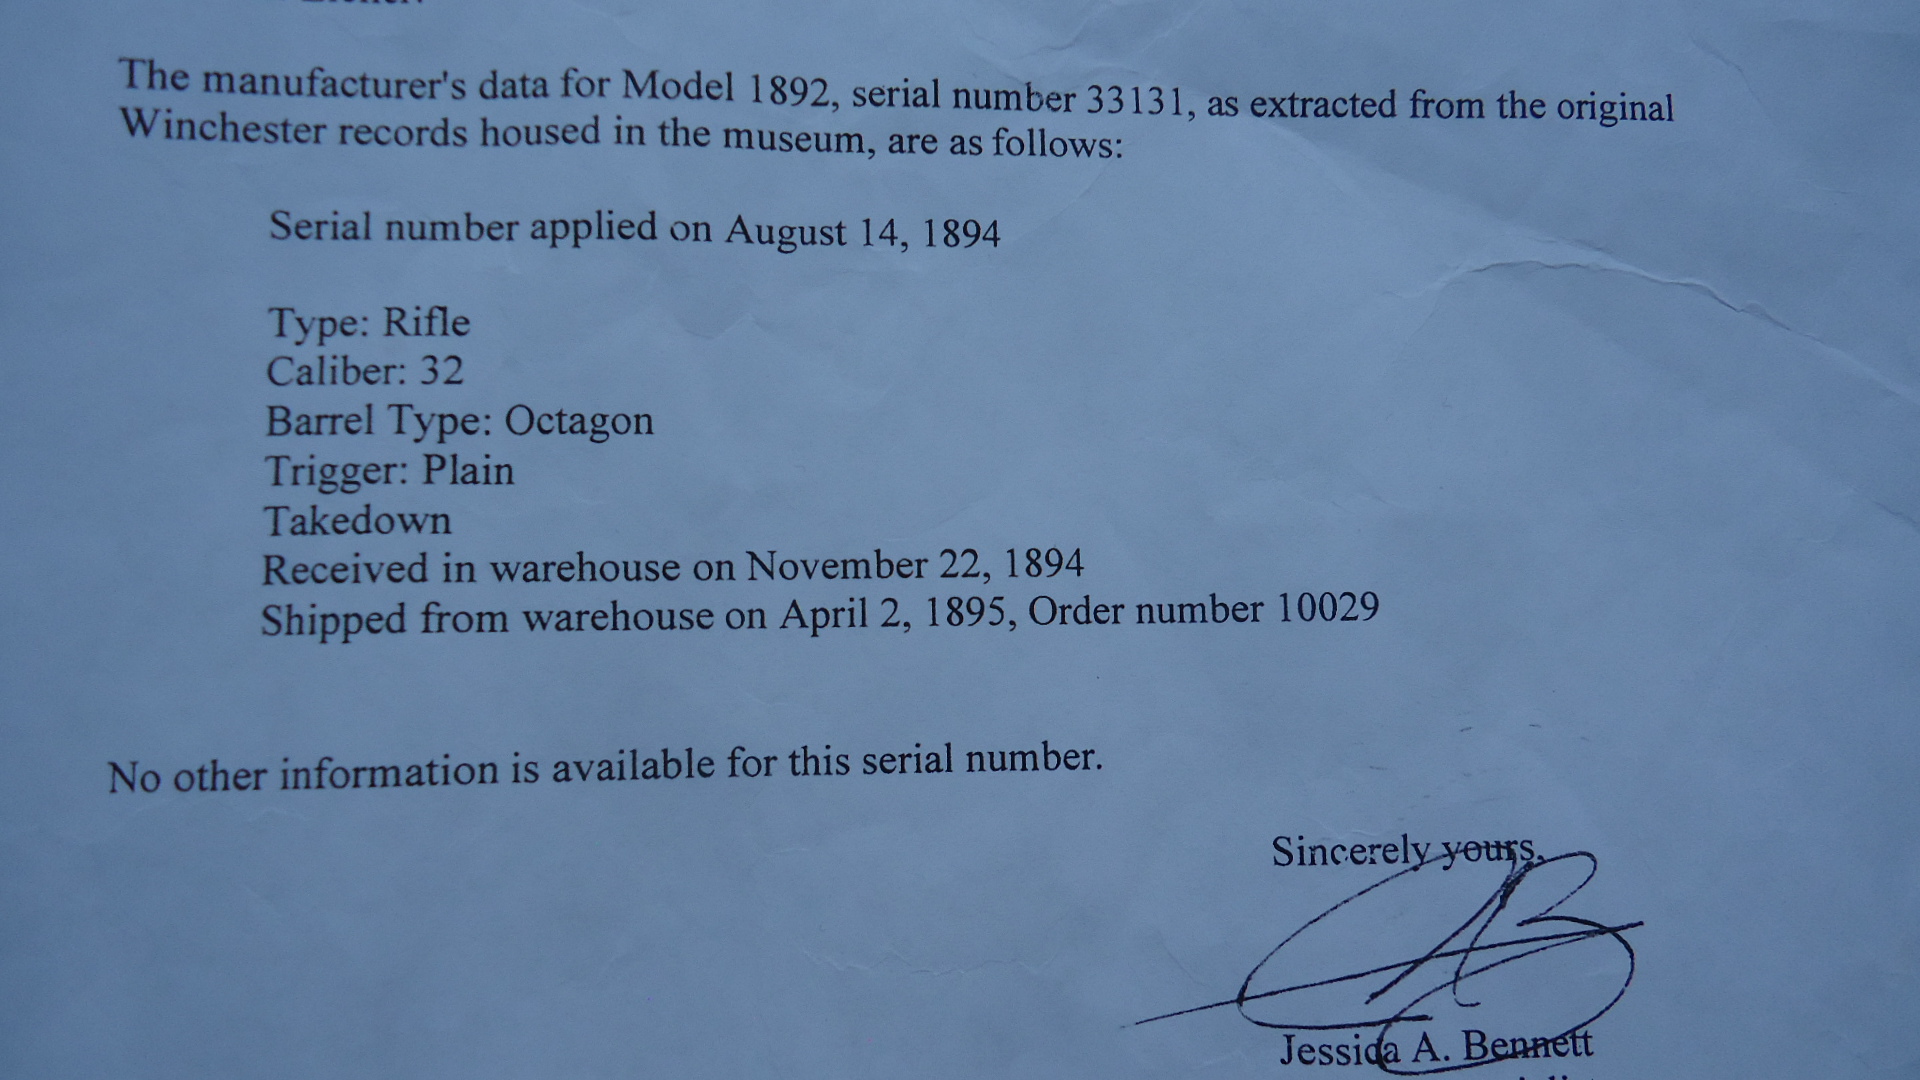 The manufacturer's data for Model 1892, serial number 33131, as extracted from the original
Winchester records housed in the museum, are as follows:
Serial number applied on August 14, 1894
Type: Rifle
Caliber: 32
Barrel Type: Octagon
Trigger: Plain
Takedown
Received in warehouse on November 22, 1894
Shipped from warehouse on April 2, 1895, Order number 10029
No other information is available for this serial number.
Sincerely yours,
Jessica A. Bennett